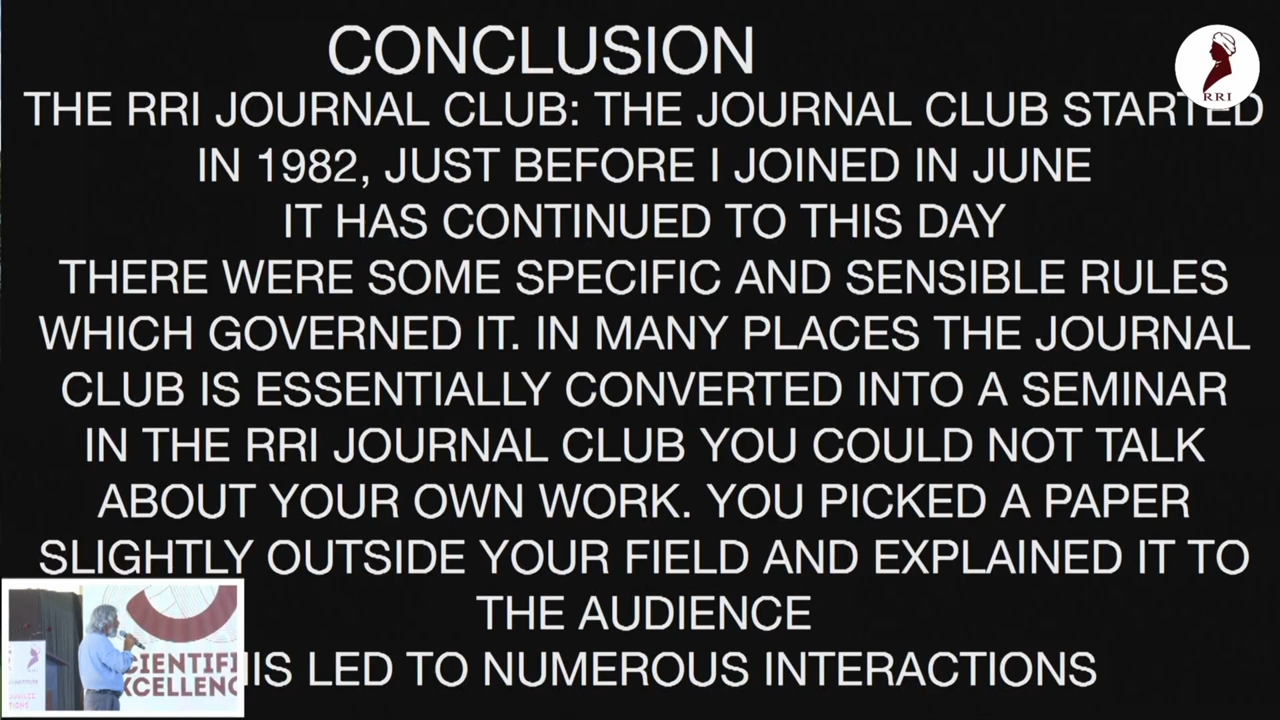 CONCLUSION
RRI
THE RRI JOURNAL CLUB: THE JOURNAL CLUB STARTED
IN 1982, JUST BEFORE I JOINED IN JUNE
IT HAS CONTINUED TO THIS DAY
THERE WERE SOME SPECIFIC AND SENSIBLE RULES
WHICH GOVERNED IT. IN MANY PLACES THE JOURNAL
CLUB IS ESSENTIALLY CONVERTED INTO A SEMINAR
IN THE RRI JOURNAL CLUB YOU COULD NOT TALK
ABOUT YOUR OWN WORK. YOU PICKED A PAPER
SLIGHTLY OUTSIDE YOUR FIELD AND EXPLAINED IT TO
THE AUDIENCE
HIS LED TO NUMEROUS INTERACTIONS
CIENTIFI
XCELLENC